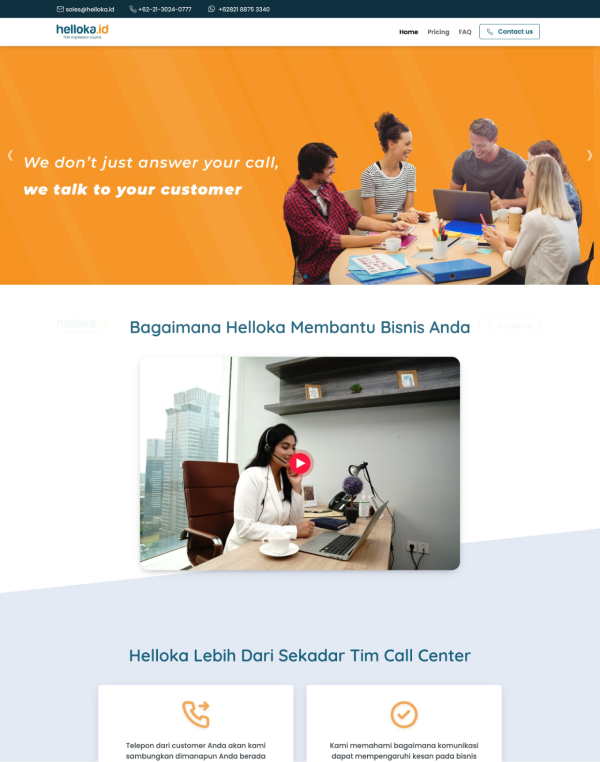 sales@helloka.id +62-21-3024-0777 +62821 8875 3340
helloka.id
Home Pricing FAQ Contact us
We don't just answer your call,
we talk to your customer
Bagaimana Helloka Membantu Bisnis Anda
Helloka Lebih Dari Sekadar Tim Call Center
Telepon dari customer Anda akan kami
sambungkan dimanapun Anda berada
Kami memahami bagaimana komunikasi
dapat mempengaruhi kesan pada bisnis